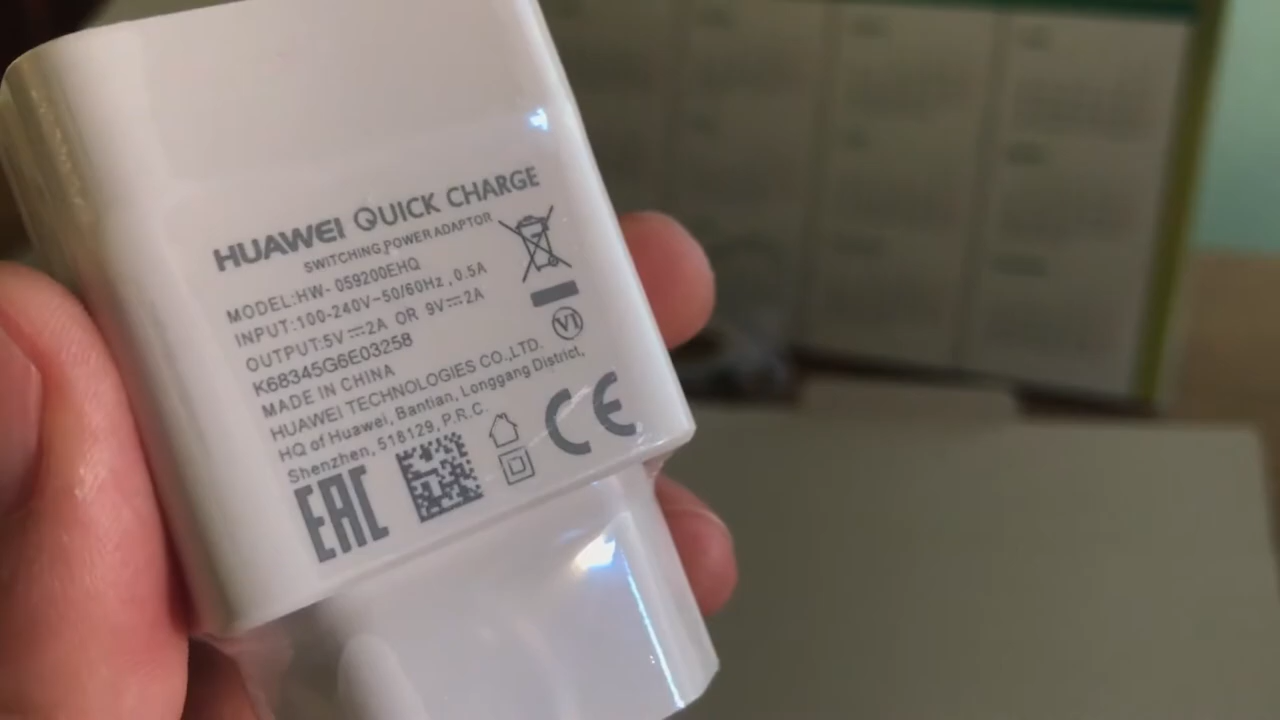 HUAWEI QUICK CHARGE
SWITCHING POWER ADAPTOR
MODEL:HW- 059200EHQ
INPUT:100-240V~50/60Hz , 0.5A
OUTPUT:5V⎓2A OR 9V⎓2A
K68345G6E03258
MADE IN CHINA
HUAWEI TECHNOLOGIES CO.,LTD.
HQ of Huawei, Bantian, Longgang District,
Shenzhen, 518129, P.R.C.
VI
EAC
CE